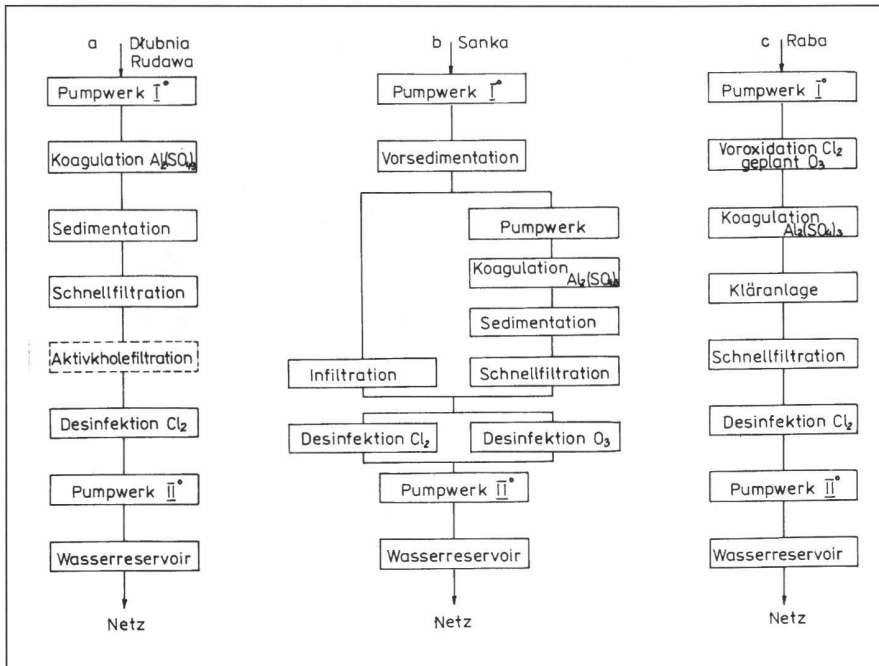 a Dłubnia
Rudawa
Pumpwerk I°
Koagulation Al₂(SO₄)₃
Sedimentation
Schnellfiltration
Aktivkholefiltration
Desinfektion Cl₂
Pumpwerk II°
Wasserreservoir
Netz
b Sanka
Pumpwerk I°
Vorsedimentation
Pumpwerk
Koagulation
Al₂(SO₄)₃
Sedimentation
Infiltration
Schnellfiltration
Desinfektion Cl₂
Desinfektion O₃
Pumpwerk II°
Wasserreservoir
Netz
c Raba
Pumpwerk I°
Voroxidation Cl₂
geplant O₃
Koagulation
Al₂(SO₄)₃
Kläranlage
Schnellfiltration
Desinfektion Cl₂
Pumpwerk II°
Wasserreservoir
Netz